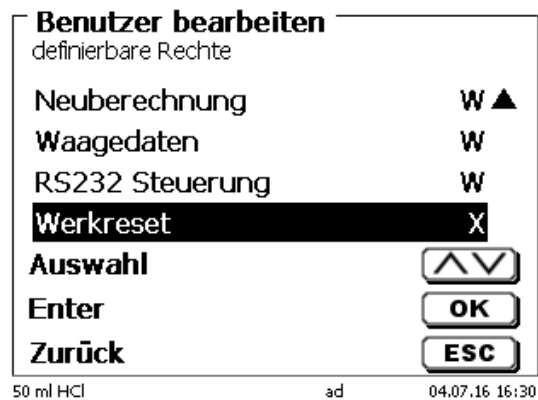 Benutzer bearbeiten
definierbare Rechte
Neuberechnung W
Waagedaten W
RS232 Steuerung W
Werkreset X
Auswahl
Enter OK
Zurück ESC
50 ml HCl ad 04.07.16 16:30